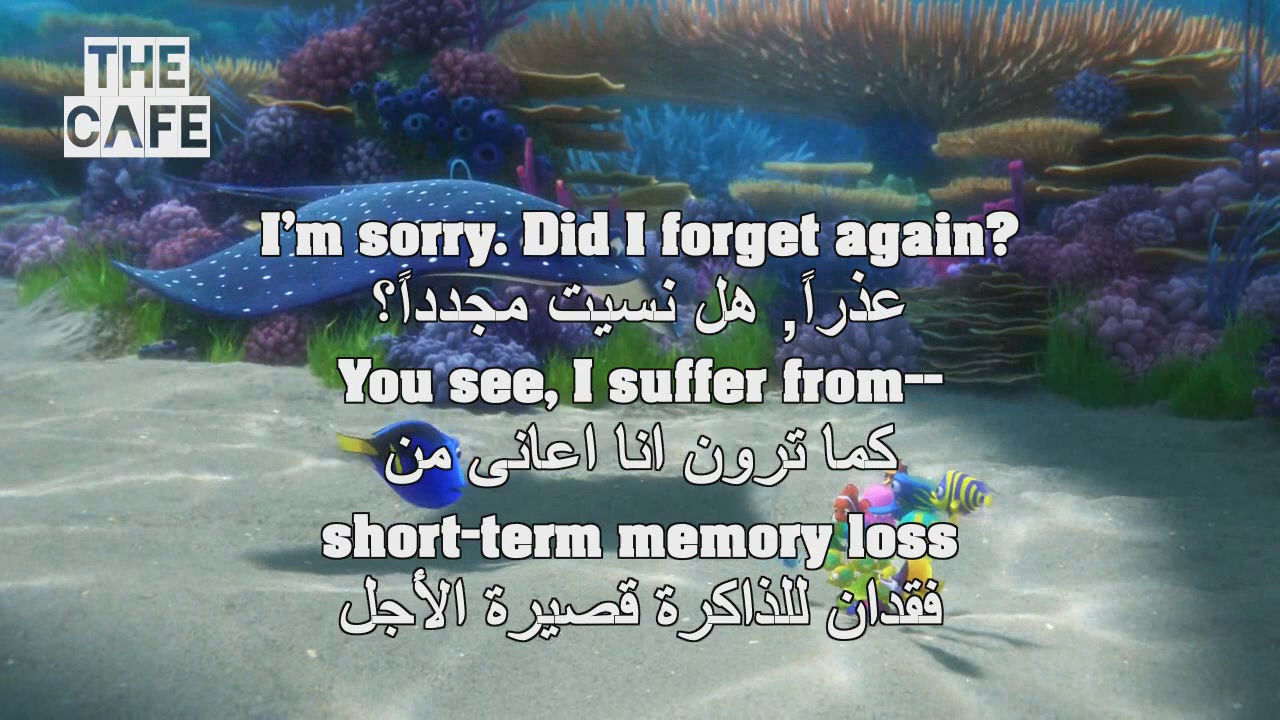 THE
CAFE
I'm sorry. Did I forget again?
عذراً, هل نسيت مجدداً؟
You see, I suffer from--
كما ترون انا اعانى من
short-term memory loss
فقدان للذاكرة قصيرة الأجل